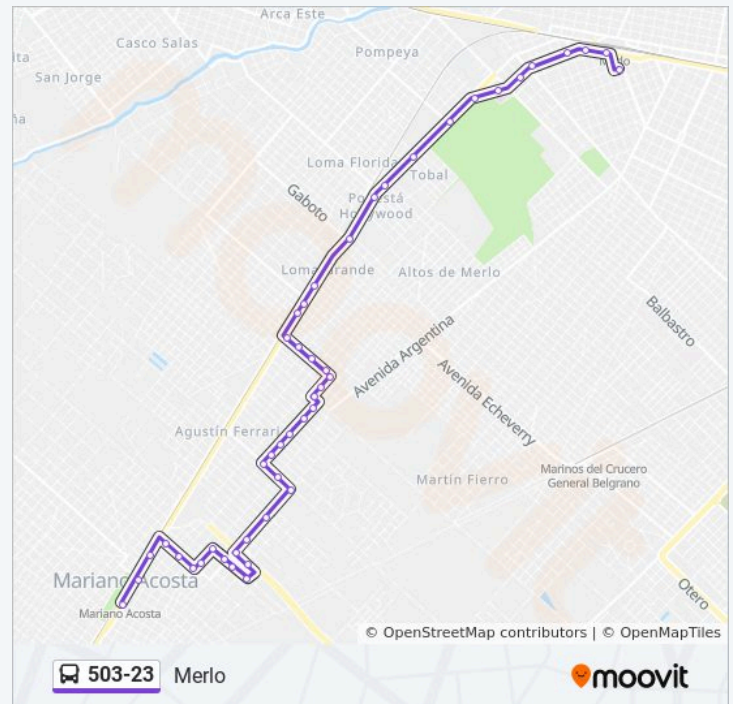 Arca Este
Casco Salas
Pompeya
San Jorge
Loma Florida
Tobal
Gaboto
Loma Grande
Altos de Merlo
Balbastro
Avenida Argentina
Avenida Echeverry
Agustín Ferrari
Martín Fierro
Marinos del Crucero
General Belgrano
Mariano Acosta
Mariano Acosta
Otero
© OpenStreetMap contributors | © OpenMapTiles
503-23 Merlo
moovit